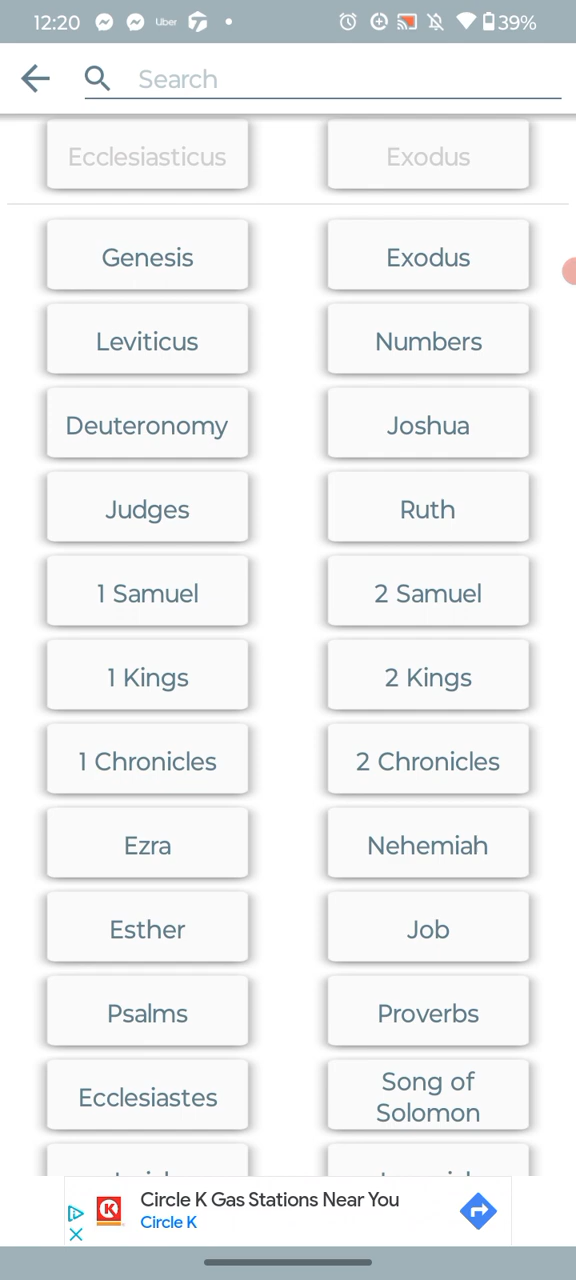 12:20 Uber 39%
Search
Ecclesiasticus Exodus
Genesis Exodus
Leviticus Numbers
Deuteronomy Joshua
Judges Ruth
1 Samuel 2 Samuel
1 Kings 2 Kings
1 Chronicles 2 Chronicles
Ezra Nehemiah
Esther Job
Psalms Proverbs
Ecclesiastes Song of
Solomon
Circle K Gas Stations Near You
Circle K